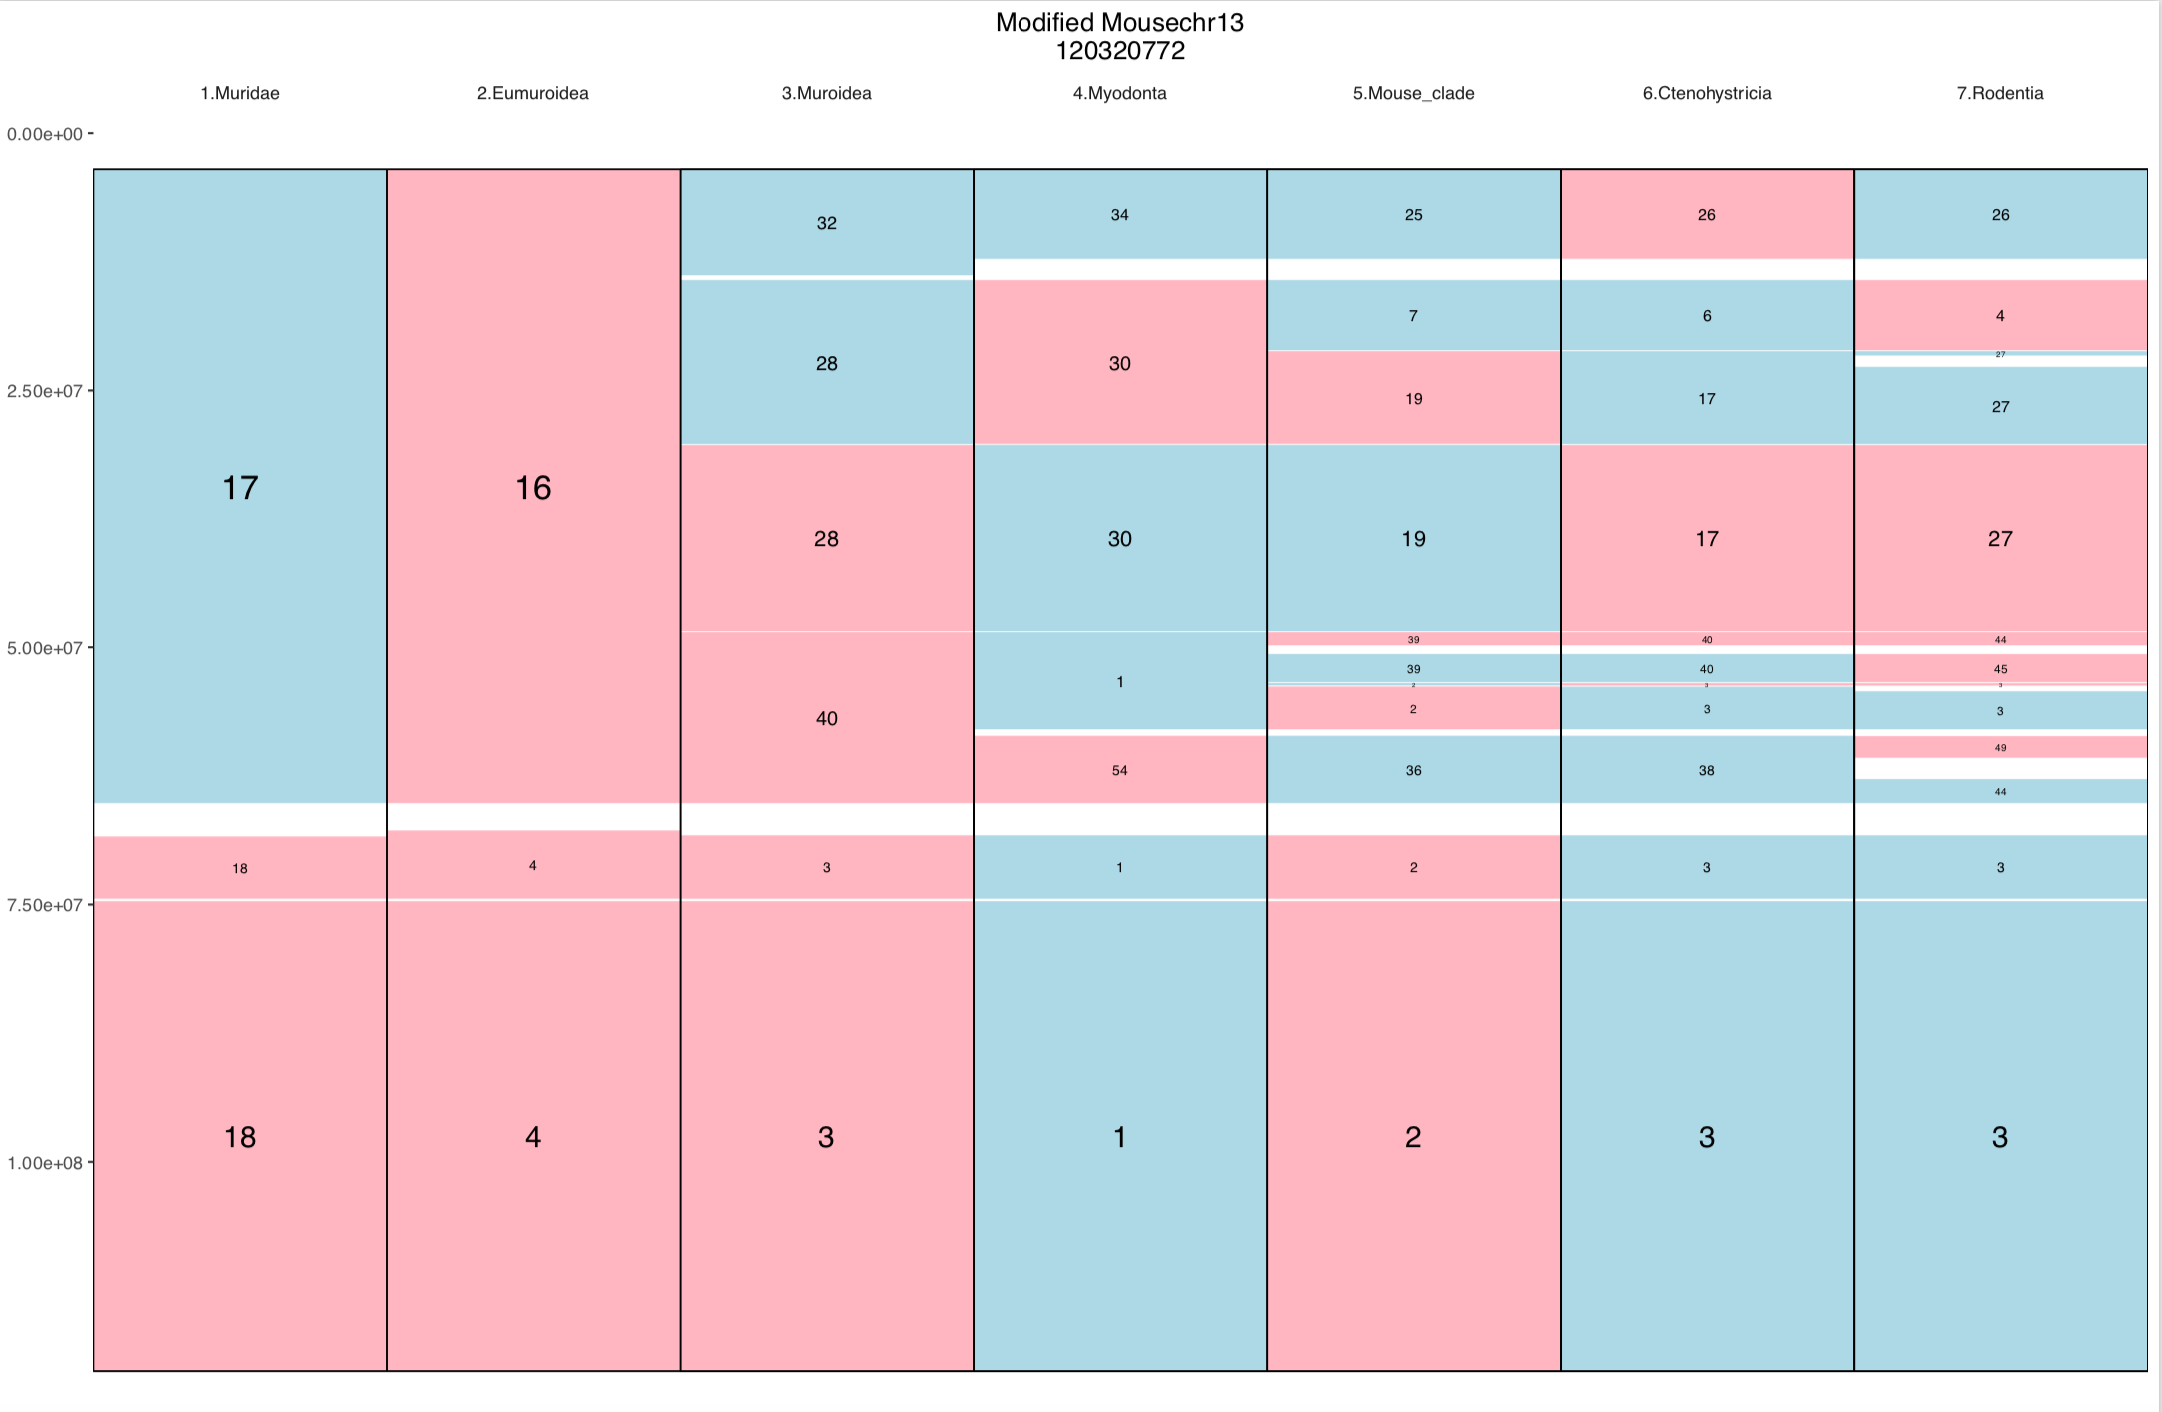 Modified Mousechr13
120320772
1.Muridae 2.Eumuroidea 3.Muroidea 4.Myodonta 5.Mouse_clade 6.Ctenohystricia 7.Rodentia
0.00e+00
34 25 26 26
32
7 6 4
27
28 30
2.50e+07
19 17 27
17 16
28 30 19 17 27
39 40 44
5.00e+07
39 40 45
1
2 3 3
2 3 3
40
49
54 36 38
44
18 4 3 1 2 3 3
7.50e+07
18 4 3 1 2 3 3
1.00e+08